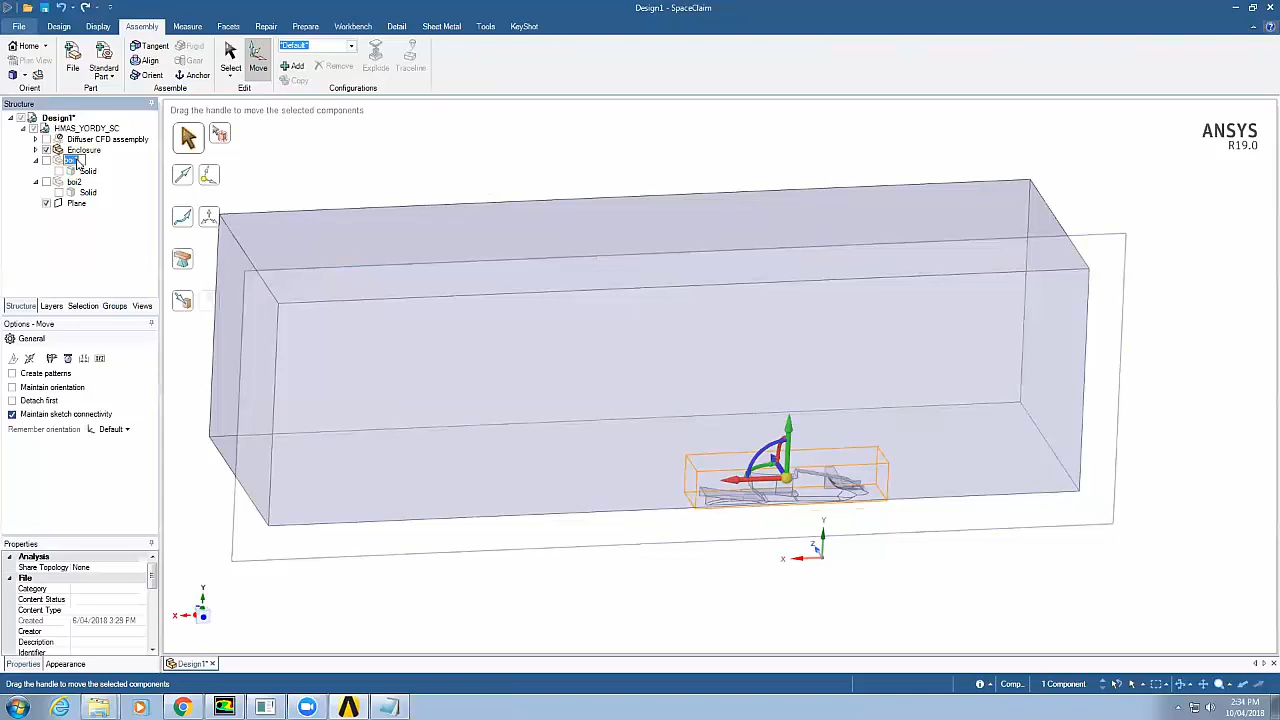 Design1 - SpaceClaim
File Design Display Assembly Measure Facets Repair Prepare Workbench Detail Sheet Metal Tools KeyShot
Home Tangent Rigid "Default"
Plan View File Standard Part Align Gear Select Move Add Remove Explode Traceline
Orient Anchor Copy
Orient Part Assemble Edit Configurations
Structure
Drag the handle to move the selected components
Design1*
HMAS_YORDY_SC
Diffuser CFD assembly
Enclosure
Solid
boi2
Solid
Plane
ANSYS
R19.0
Structure Layers Selection Groups Views
Options - Move
General
Create patterns
Maintain orientation
Detach first
Maintain sketch connectivity
Remember orientation Default
Properties
Analysis
Share Topology None
File
Category
Content Status
Content Type
Created 6/04/2018 3:29 PM
Creator
Description
Identifier
Properties Appearance
Y
X
Z
Y
X
Design1*
Drag the handle to move the selected components Comp... 1 Component
2:34 PM
10/04/2018